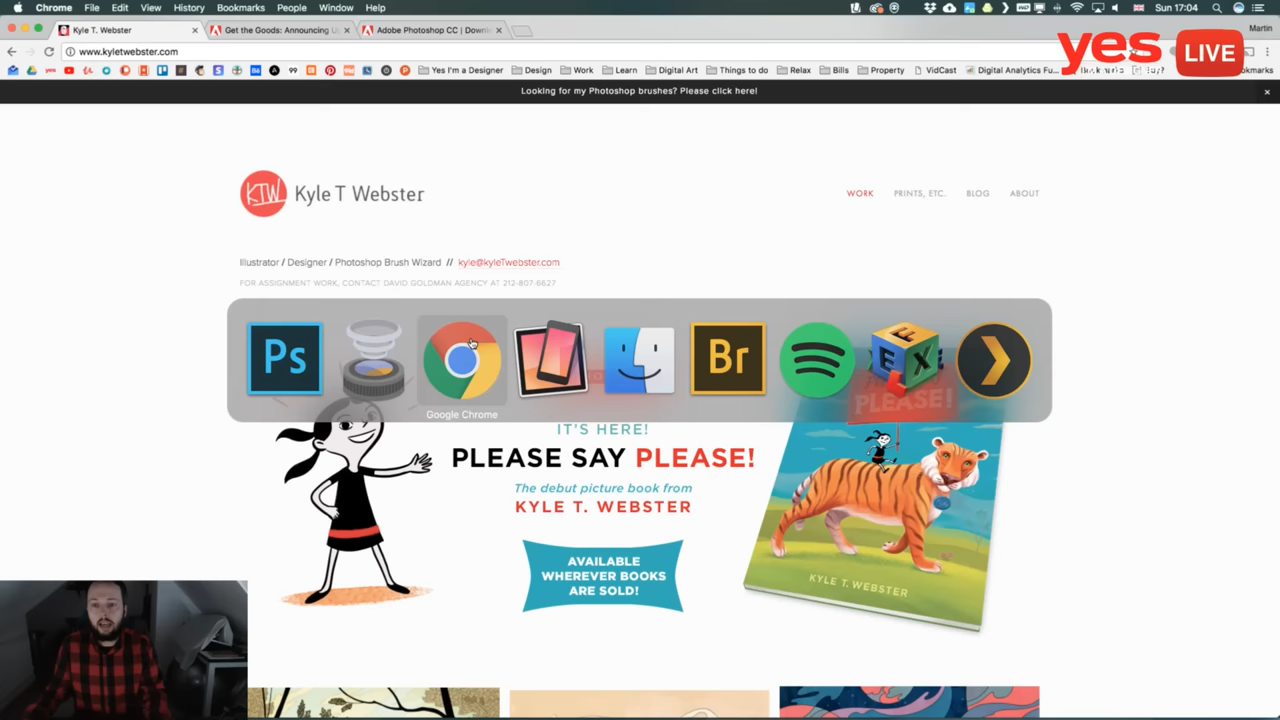 Chrome File Edit View History Bookmarks People Window Help
Sun 17:04
Kyle T. Webster
Get the Goods: Announcing
Adobe Photoshop CC | Down
Martin
www.kyletwebster.com
Yes I'm a Designer
Design
Work
Learn
Digital Art
Things to do
Relax
Bills
Property
VidCast
Digital Analytics Fu...
yes LIVE
Looking for my Photoshop brushes? Please click here!
KTW Kyle T Webster
WORK PRINTS, ETC. BLOG ABOUT
Illustrator / Designer / Photoshop Brush Wizard // kyle@kyleTwebster.com
FOR ASSIGNMENT WORK, CONTACT DAVID GOLDMAN AGENCY AT 212-807-6627
Ps
Br
F
E X
L
PLEASE!
Google Chrome
IT'S HERE!
PLEASE SAY PLEASE!
The debut picture book from
KYLE T. WEBSTER
AVAILABLE
WHEREVER BOOKS
ARE SOLD!
KYLE T. WEBSTER